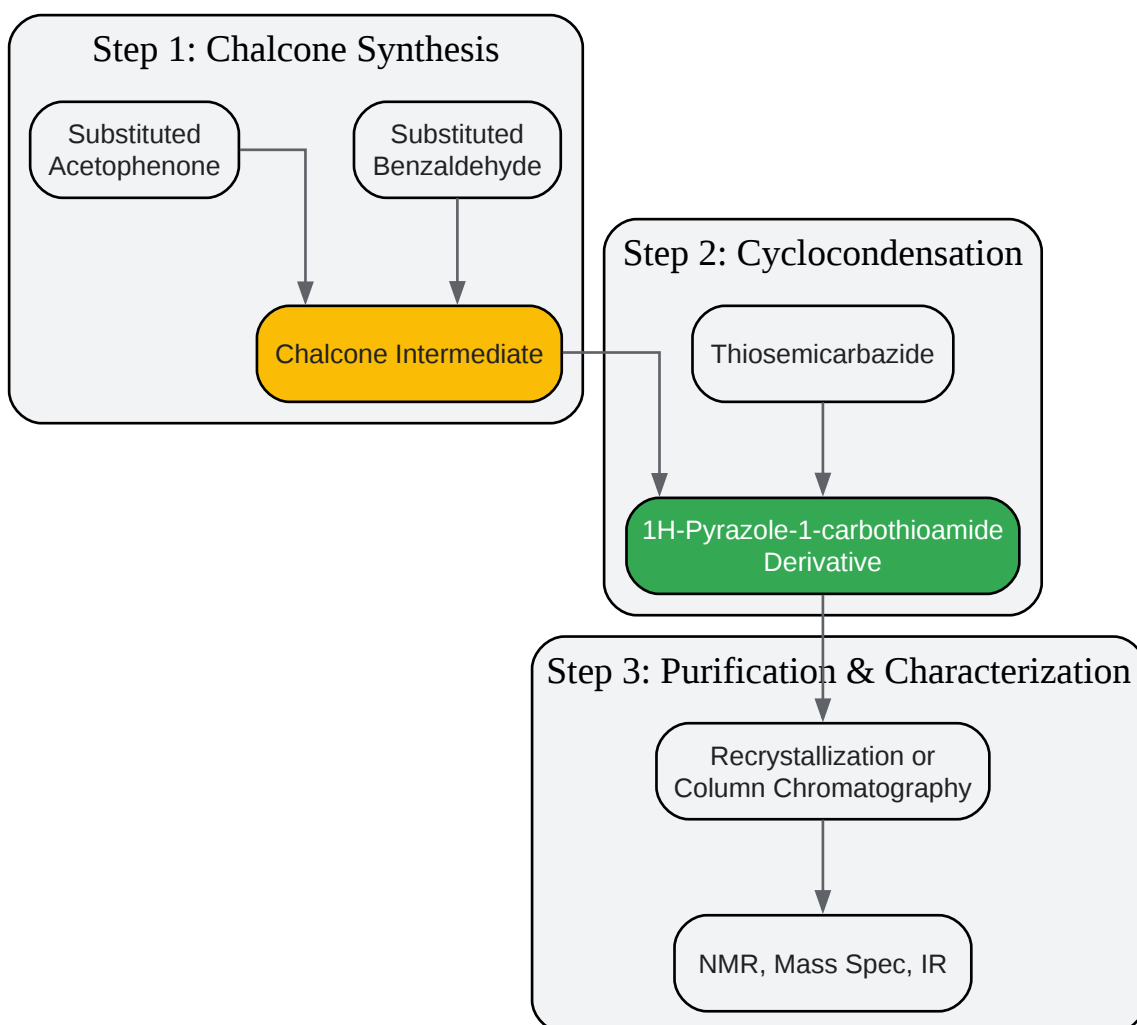 Step 1: Chalcone Synthesis
Substituted
Acetophenone
Substituted
Benzaldehyde
Chalcone Intermediate
Step 2: Cyclocondensation
Thiosemicarbazide
1H-Pyrazole-1-carbothioamide
Derivative
Step 3: Purification & Characterization
Recrystallization or
Column Chromatography
NMR, Mass Spec, IR